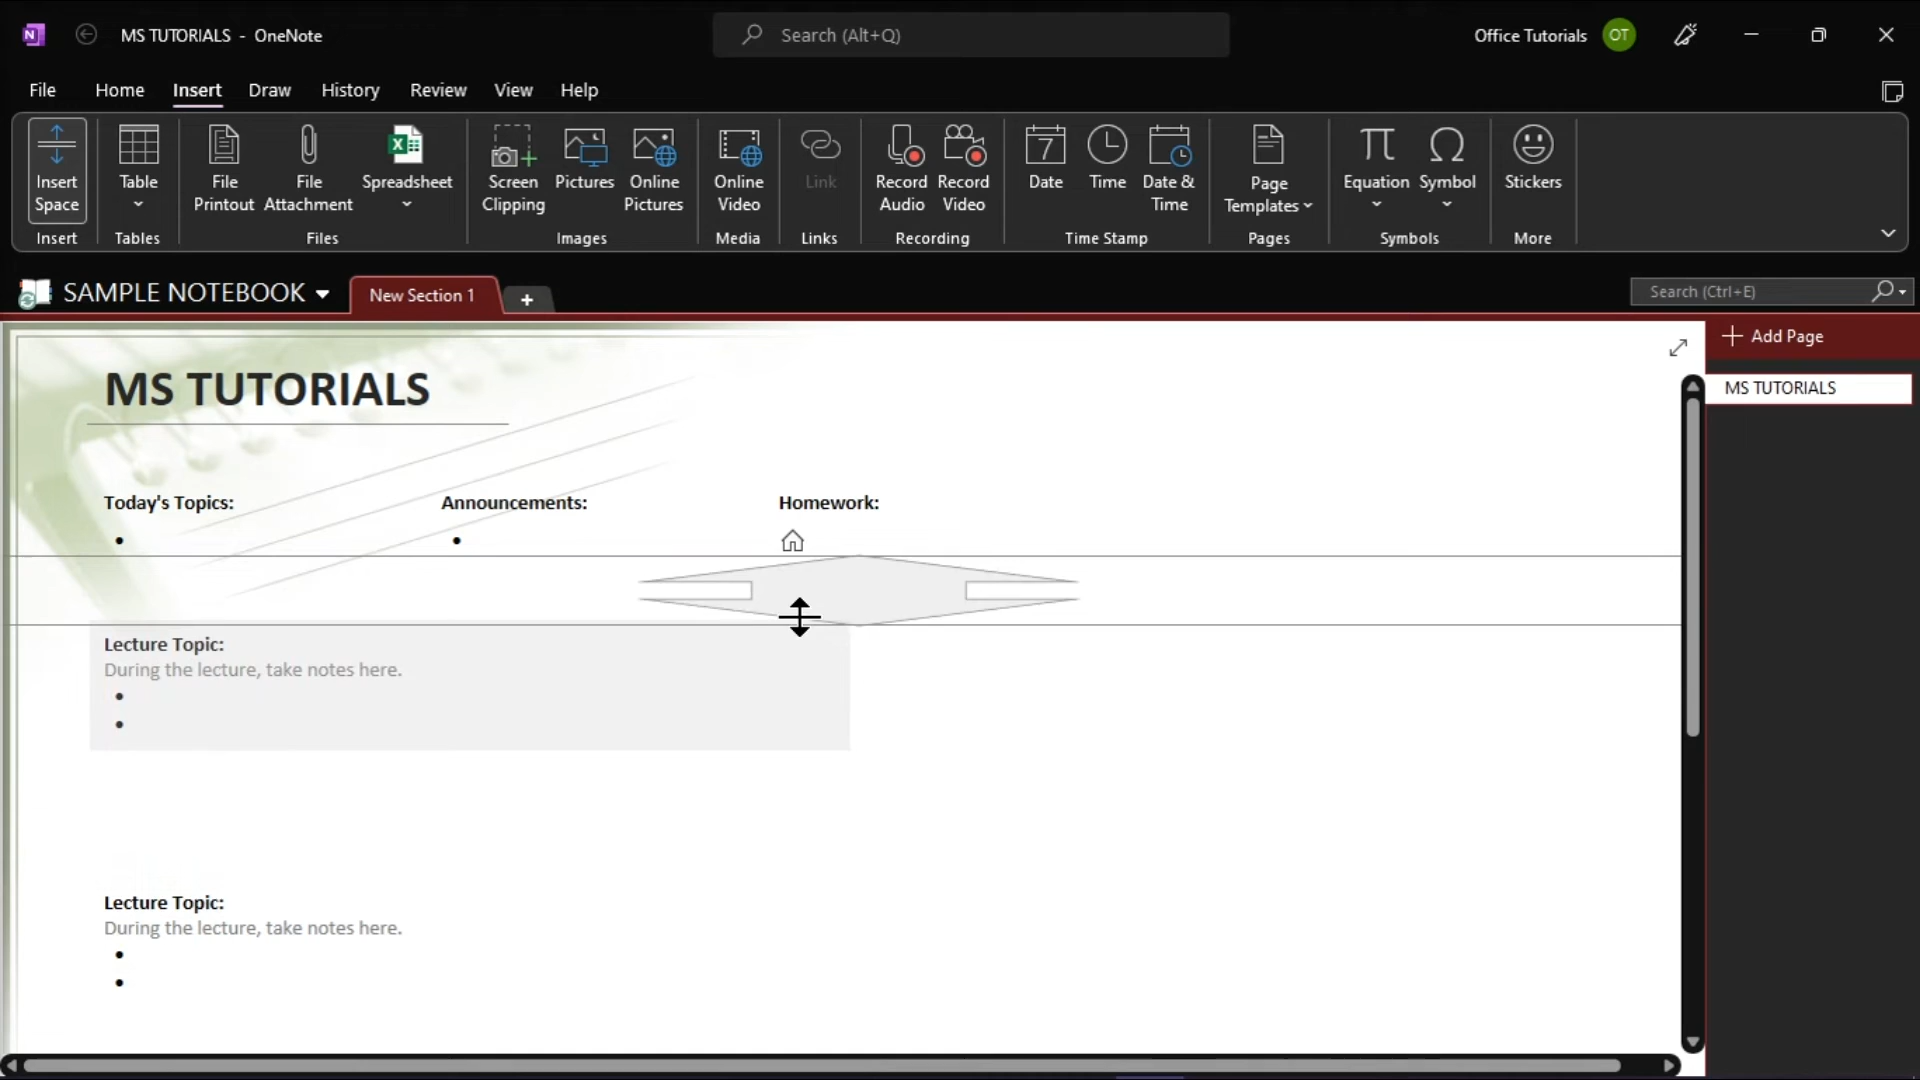 N MS TUTORIALS - OneNote Search (Alt+Q) Office Tutorials OT
File Home Insert Draw History Review View Help
Insert Space Table File Printout File Attachment Spreadsheet Screen Clipping Pictures Online Pictures Online Video Link Record Audio Record Video 7 Date Time Date & Time Page Templates Equation Symbol Stickers
Insert Tables Files Images Media Links Recording Time Stamp Pages Symbols More
SAMPLE NOTEBOOK New Section 1 + Search (Ctrl+E)
Add Page
MS TUTORIALS
MS TUTORIALS
Today's Topics: Announcements: Homework:
Lecture Topic:
During the lecture, take notes here.
Lecture Topic:
During the lecture, take notes here.